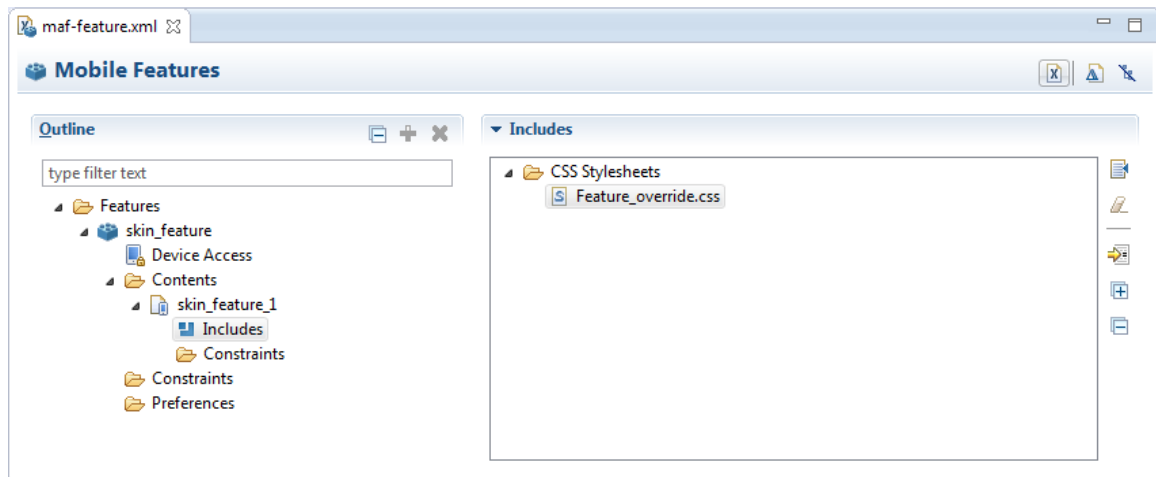 maf-feature.xml
Mobile Features
Outline
type filter text
Features
skin_feature
Device Access
Contents
skin_feature_1
Includes
Constraints
Constraints
Preferences
Includes
CSS Stylesheets
Feature_override.css